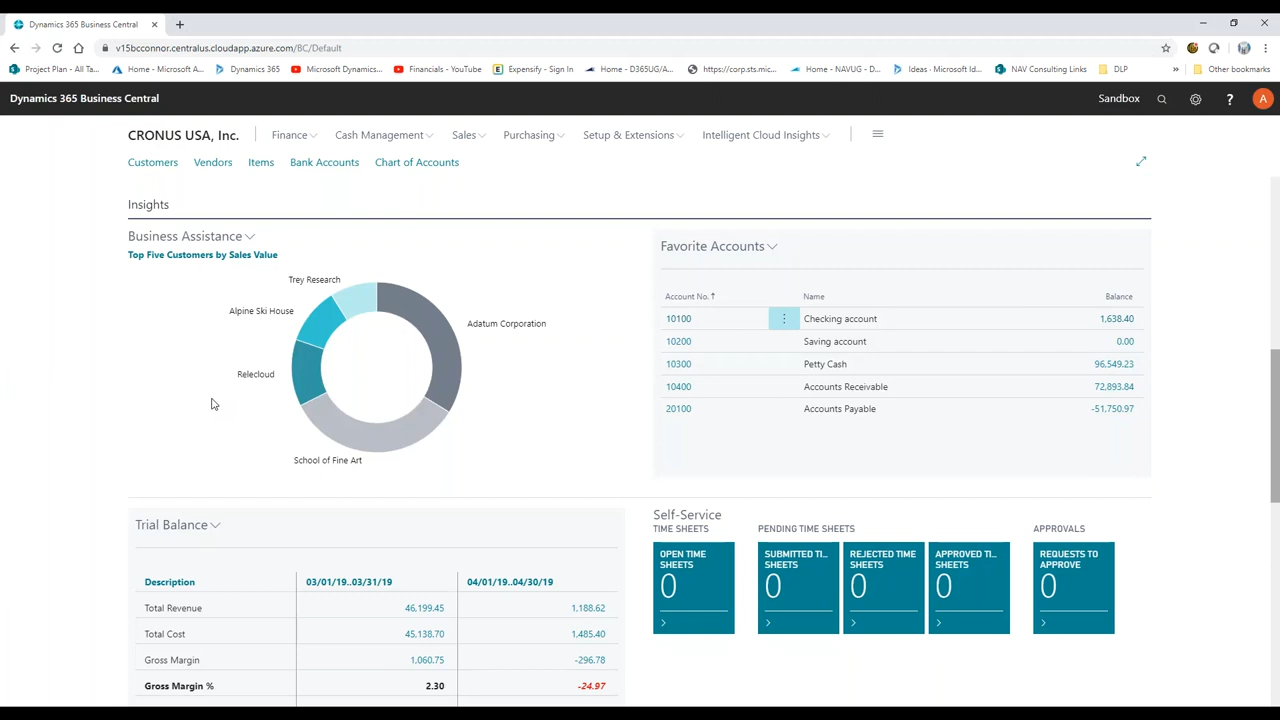 Dynamics 365 Business Central
v15bcconnor.centralus.cloudapp.azure.com/BC/Default
Project Plan - All Ta... Home - Microsoft A... Dynamics 365 Microsoft Dynamics... Financials - YouTube Expensify - Sign In Home - D365UG/A... https://corp.sts.mic... Home - NAVUG - D... Ideas · Microsoft Id... NAV Consulting Links DLP » Other bookmarks
Dynamics 365 Business Central Sandbox ? A
CRONUS USA, Inc. Finance Cash Management Sales Purchasing Setup & Extensions Intelligent Cloud Insights
Customers Vendors Items Bank Accounts Chart of Accounts
Insights
Business Assistance
Top Five Customers by Sales Value
Trey Research
Alpine Ski House
Adatum Corporation
Relecloud
School of Fine Art
Favorite Accounts
Account No.↑ Name Balance
10100 Checking account 1,638.40
10200 Saving account 0.00
10300 Petty Cash 96,549.23
10400 Accounts Receivable 72,893.84
20100 Accounts Payable -51,750.97
Trial Balance
Description 03/01/19..03/31/19 04/01/19..04/30/19
Total Revenue 46,199.45 1,188.62
Total Cost 45,138.70 1,485.40
Gross Margin 1,060.75 -296.78
Gross Margin % 2.30 -24.97
Self-Service
TIME SHEETS PENDING TIME SHEETS APPROVALS
OPEN TIME SUBMITTED TI... REJECTED TIME APPROVED TI... REQUESTS TO
SHEETS SHEETS SHEETS SHEETS APPROVE
0 0 0 0 0